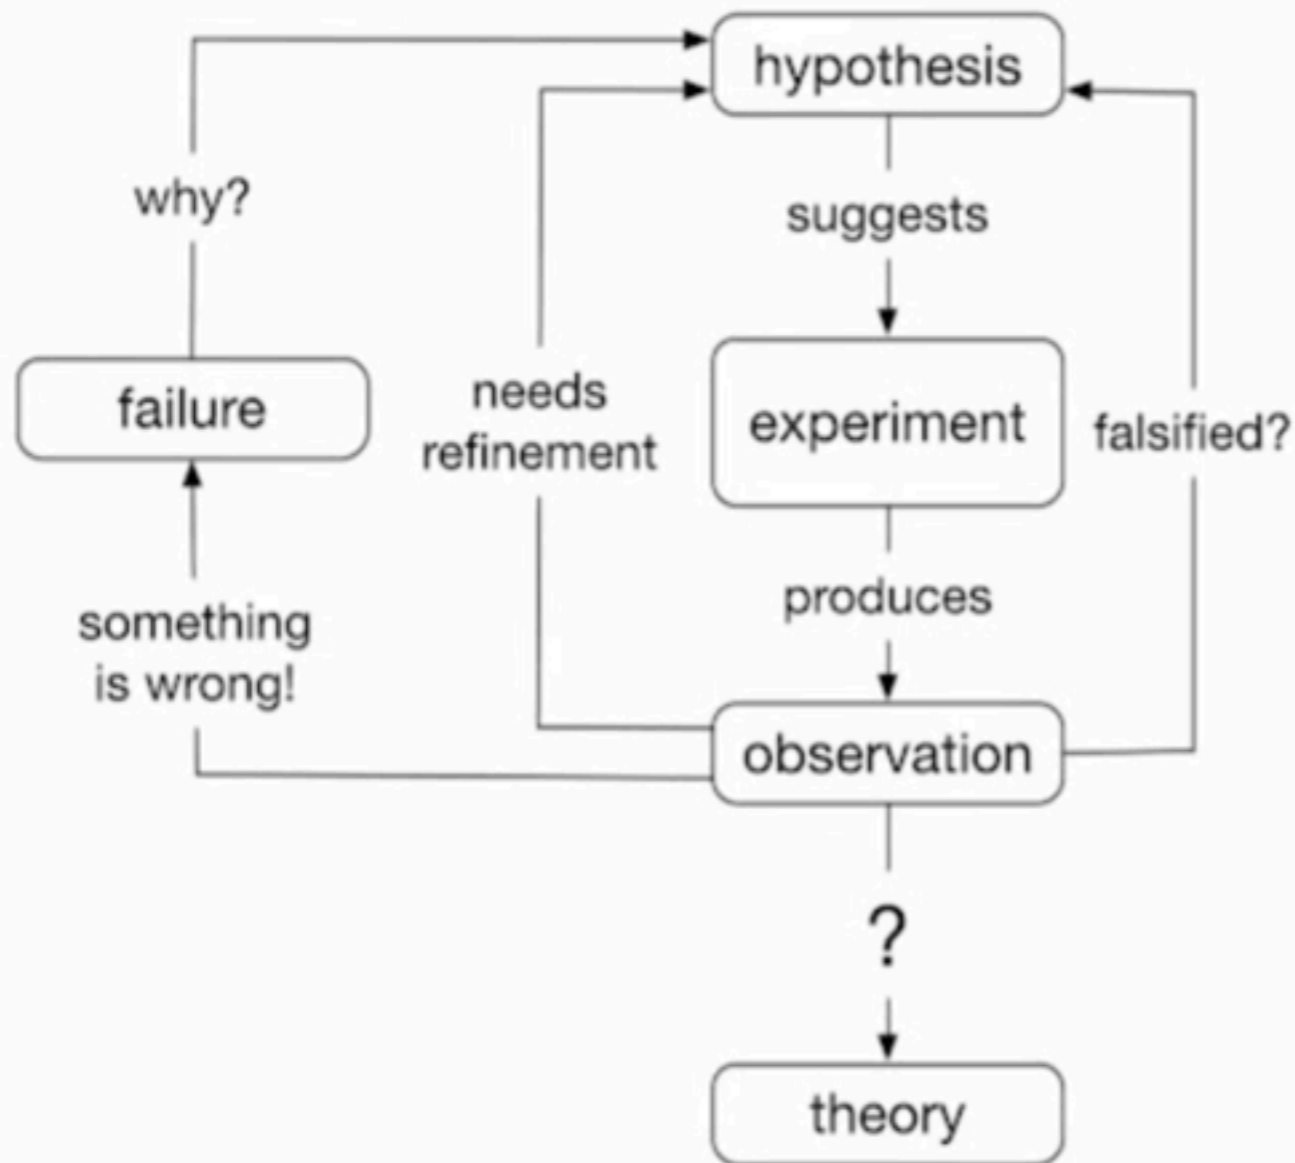 hypothesis
why?
suggests
failure
needs
refinement
experiment
falsified?
something
is wrong!
produces
observation
?
theory